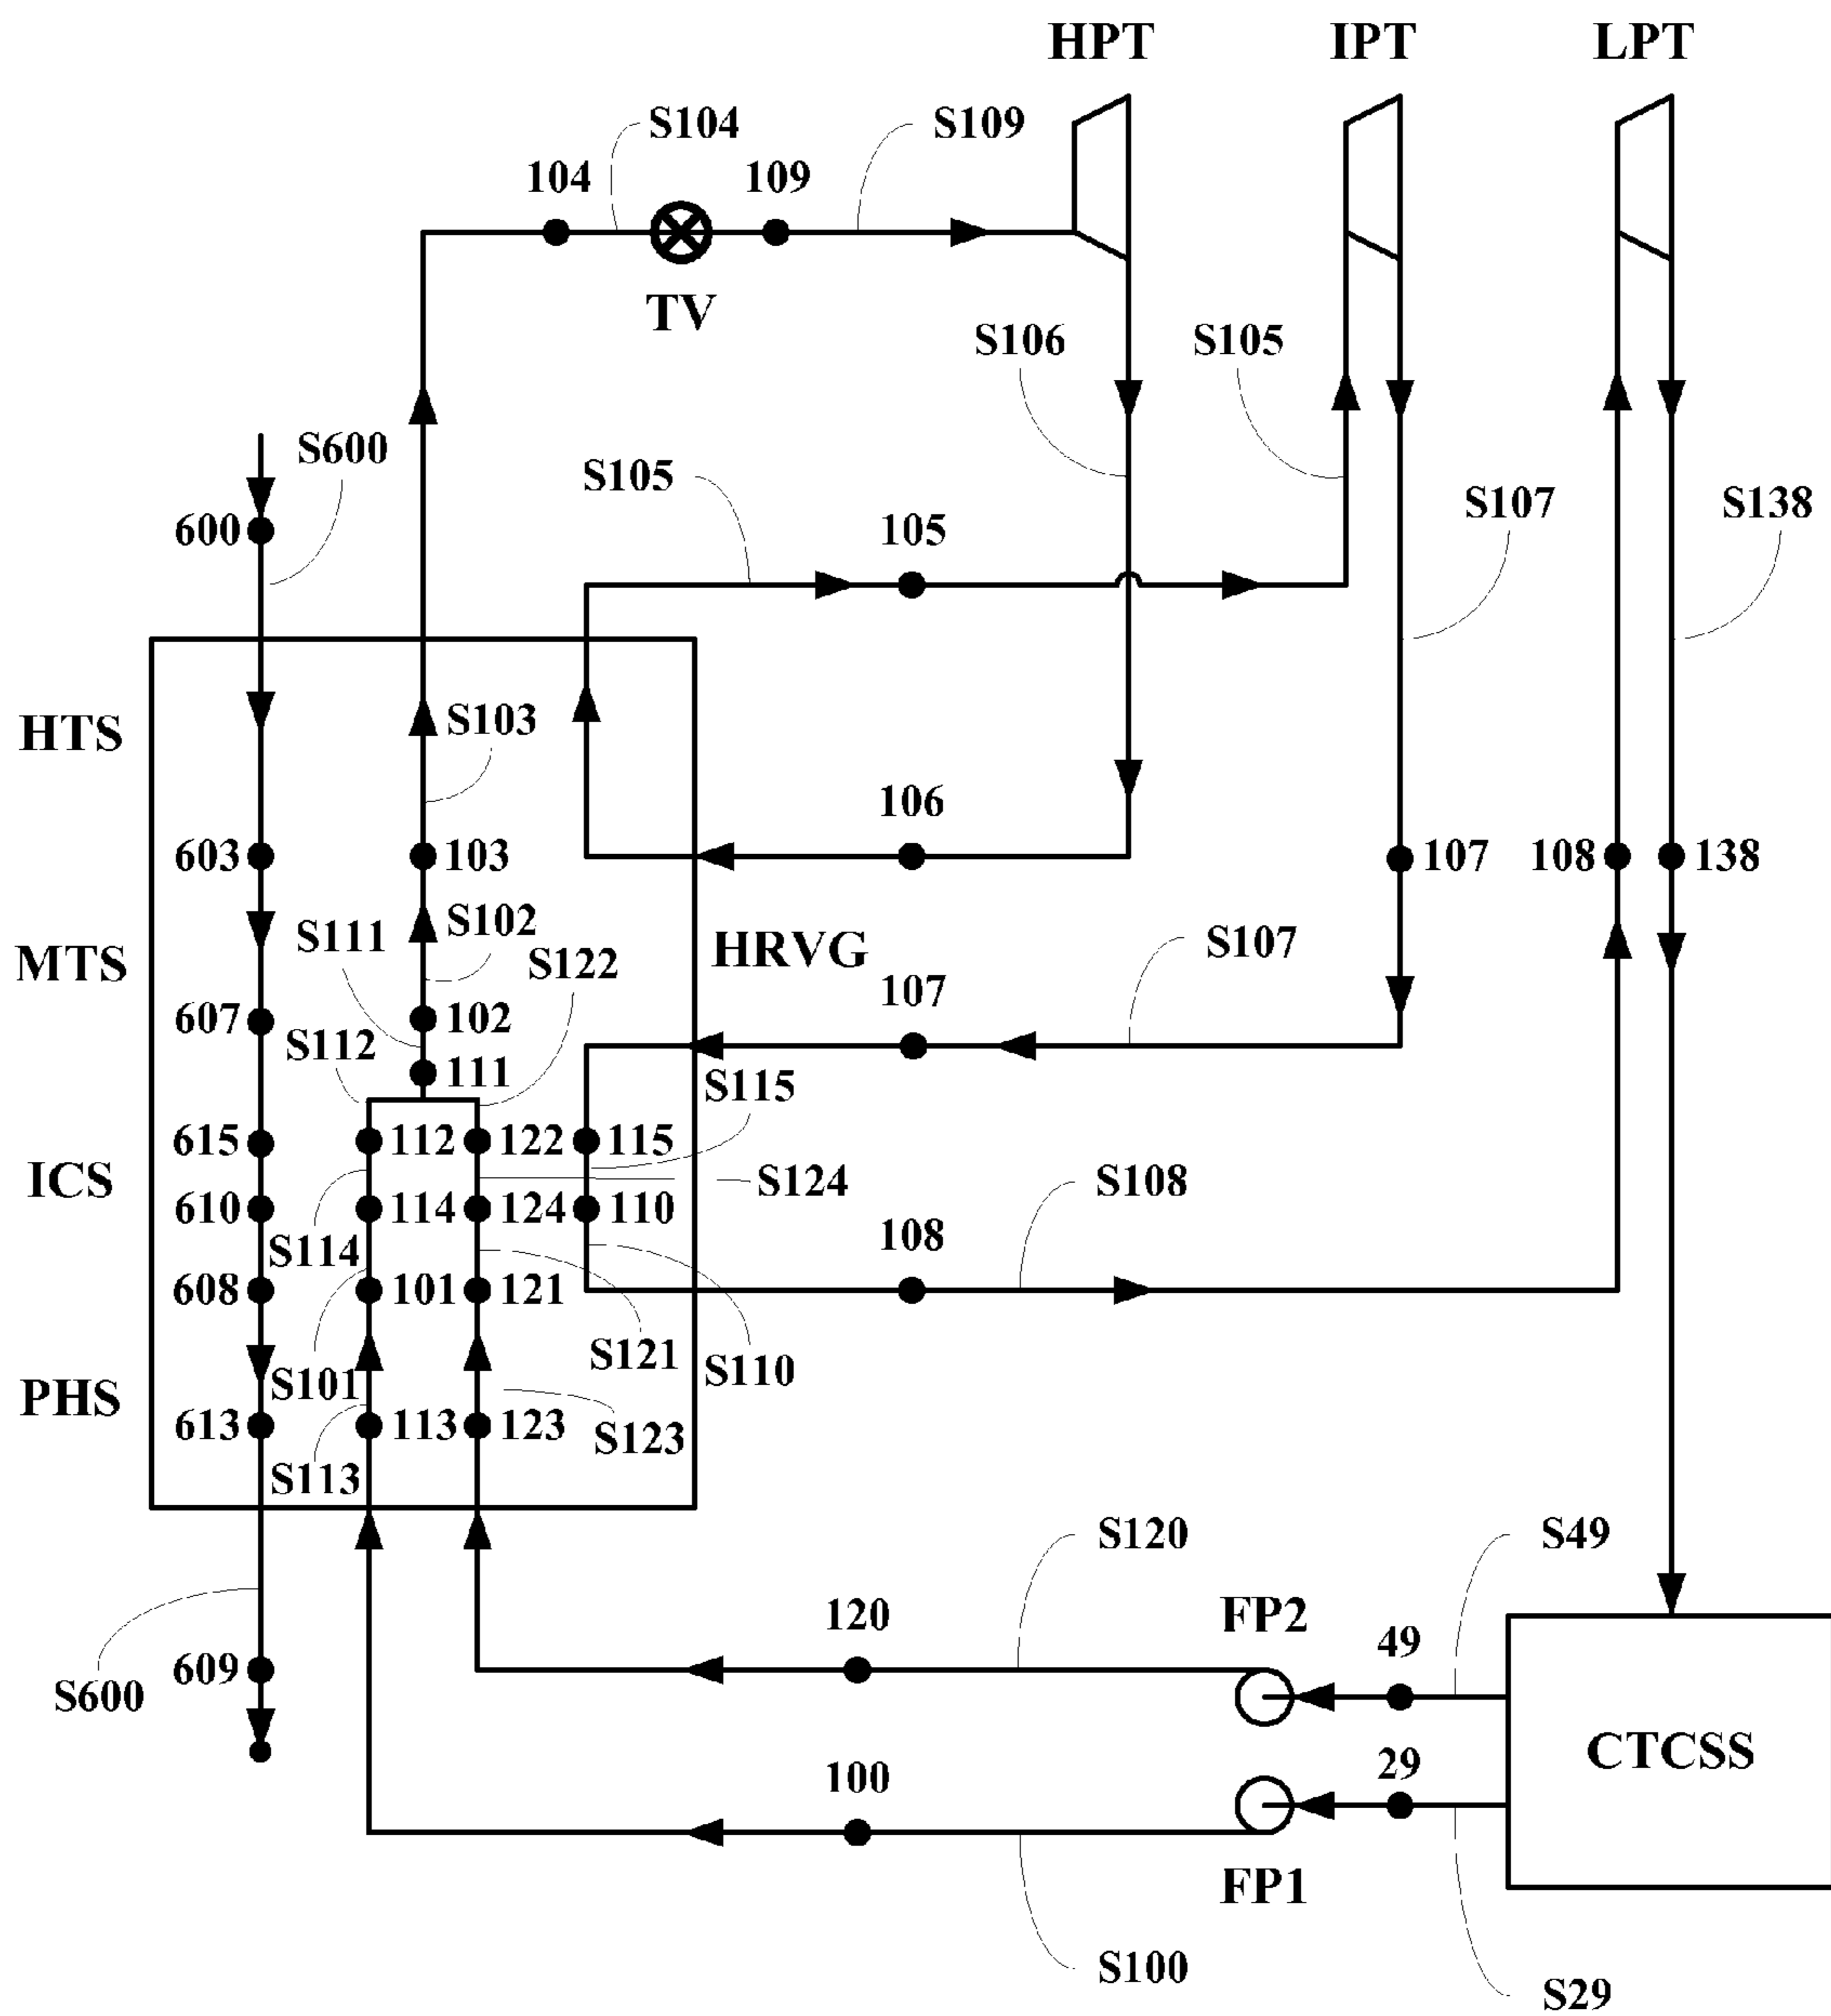 HPT IPT LPT
S104 S109
104 109
TV
S106 S105
S600
S105 S107 S138
600 105
S103
HTS
106
603 103 107 108 138
S111 S102
MTS HRVG S122 S107
607 102 107
S112
111 S115
615 112 122 115
ICS S124 S108
610 114 124 110
S114 108
608 101 121
S121
S101 S110
PHS
613 113 123 S123
S113
S120 S49
120 FP2 49
609
S600
CTCSS
100 29
FP1
S100 S29